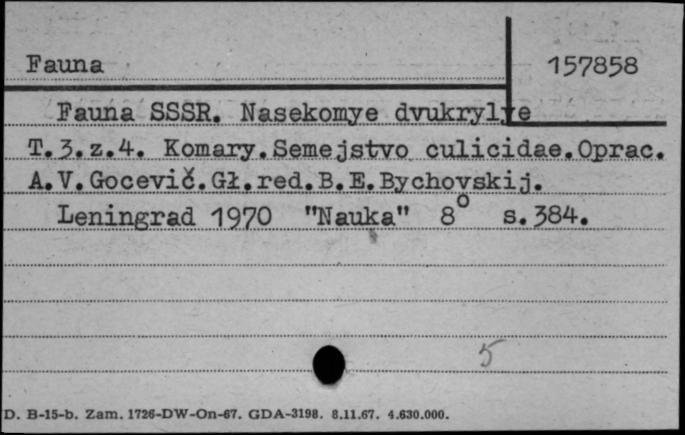 Fauna
157858
Fauna SSSR. Nasekomye dvukrylye
T.3.z.4. Komary.Semejstvo culicidae.Oprac.
A.V.Gocevič.Gł.red.B.E.Bychovskij.
Leningrad 1970 "Nauka" 8° s.384.
5
D. B-15-b. Zam. 1726-DW-On-67. GDA-3198. 8.11.67. 4.630.000.